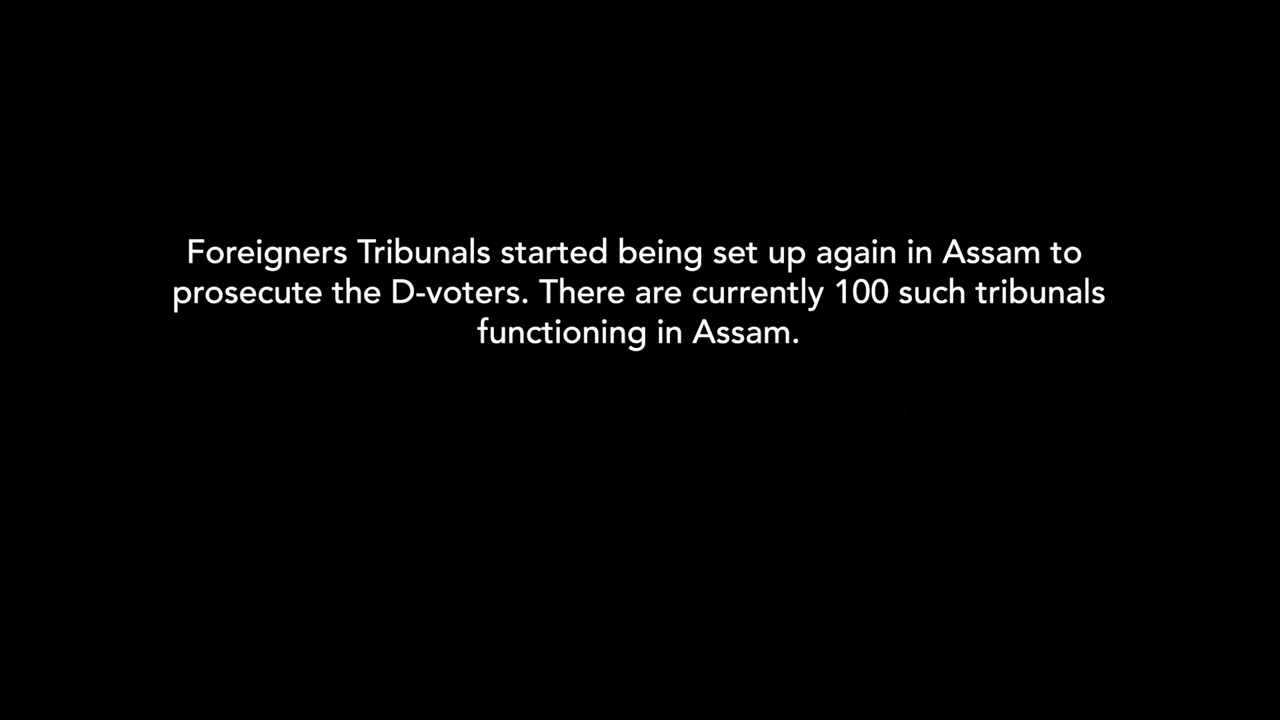 Foreigners Tribunals started being set up again in Assam to
prosecute the D-voters. There are currently 100 such tribunals
functioning in Assam.